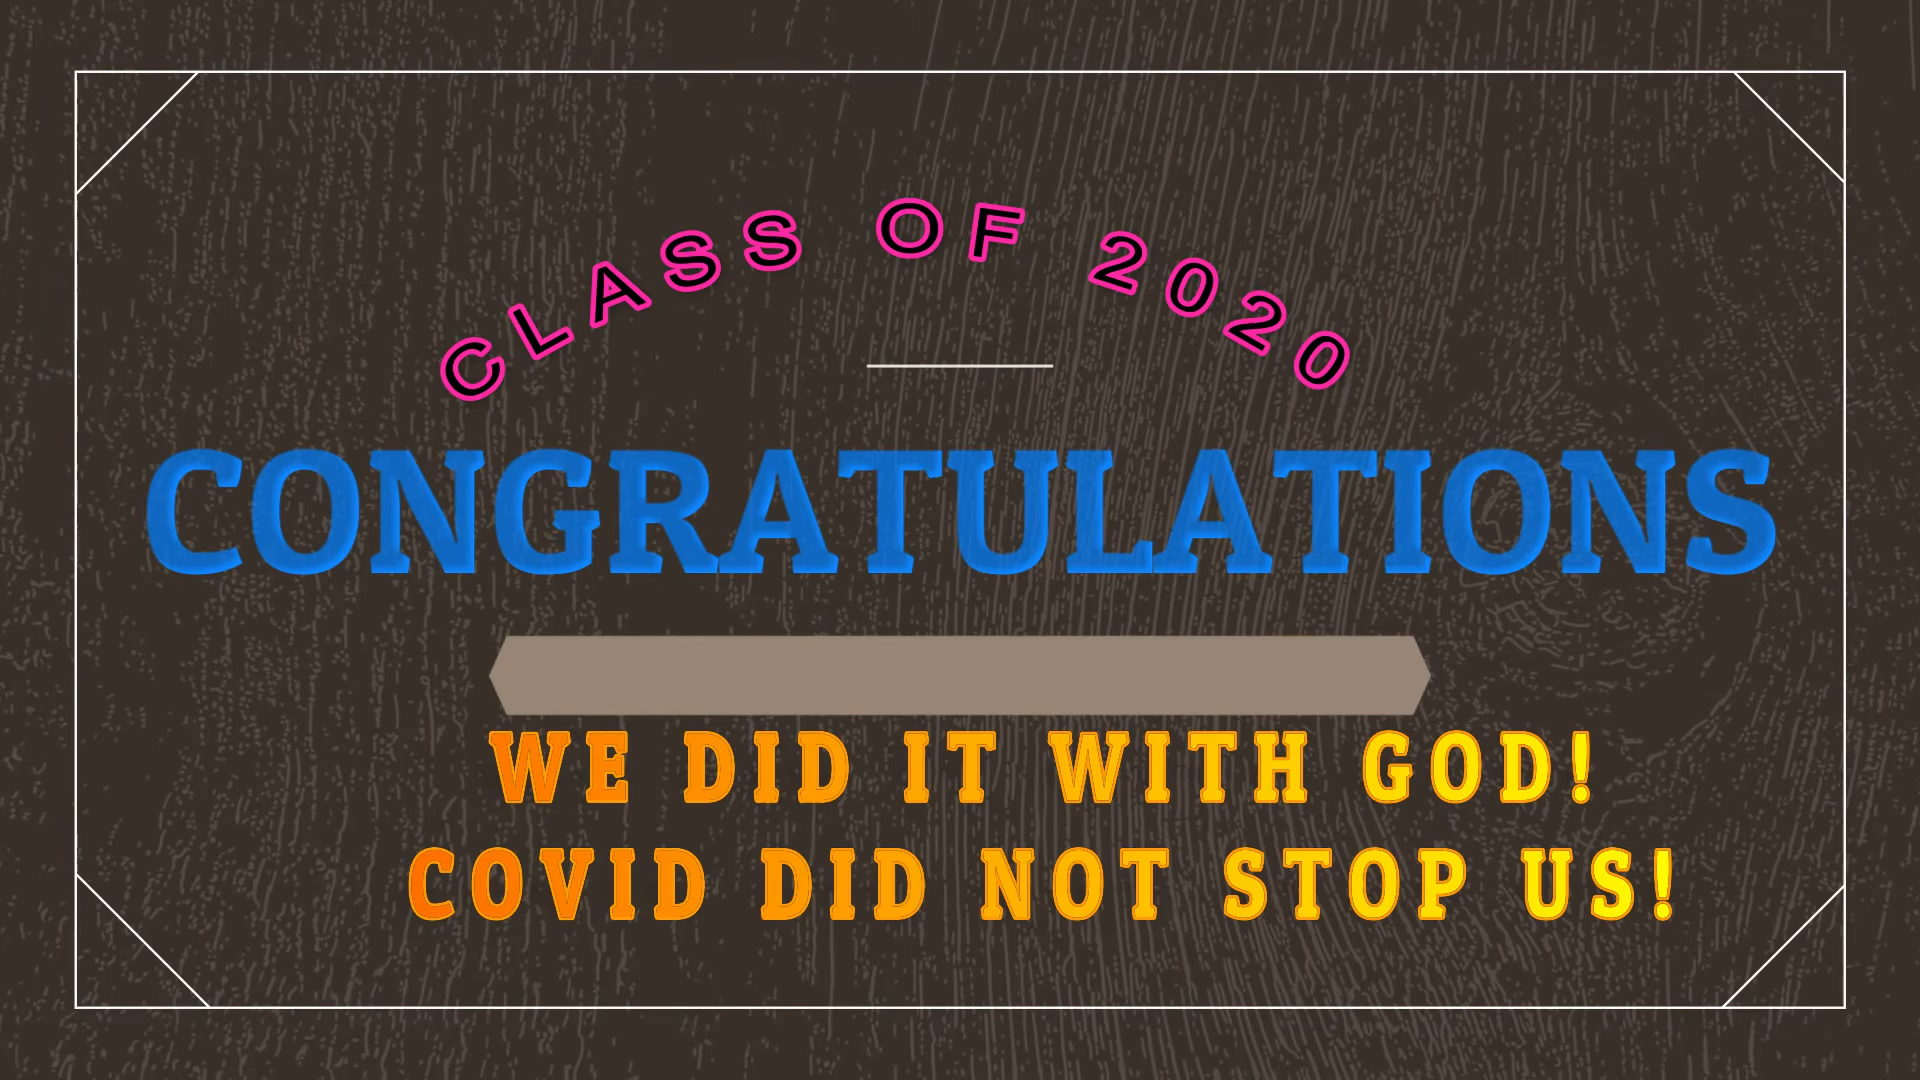 CLASS OF 2020
CONGRATULATIONS
WE DID IT WITH GOD!
COVID DID NOT STOP US!